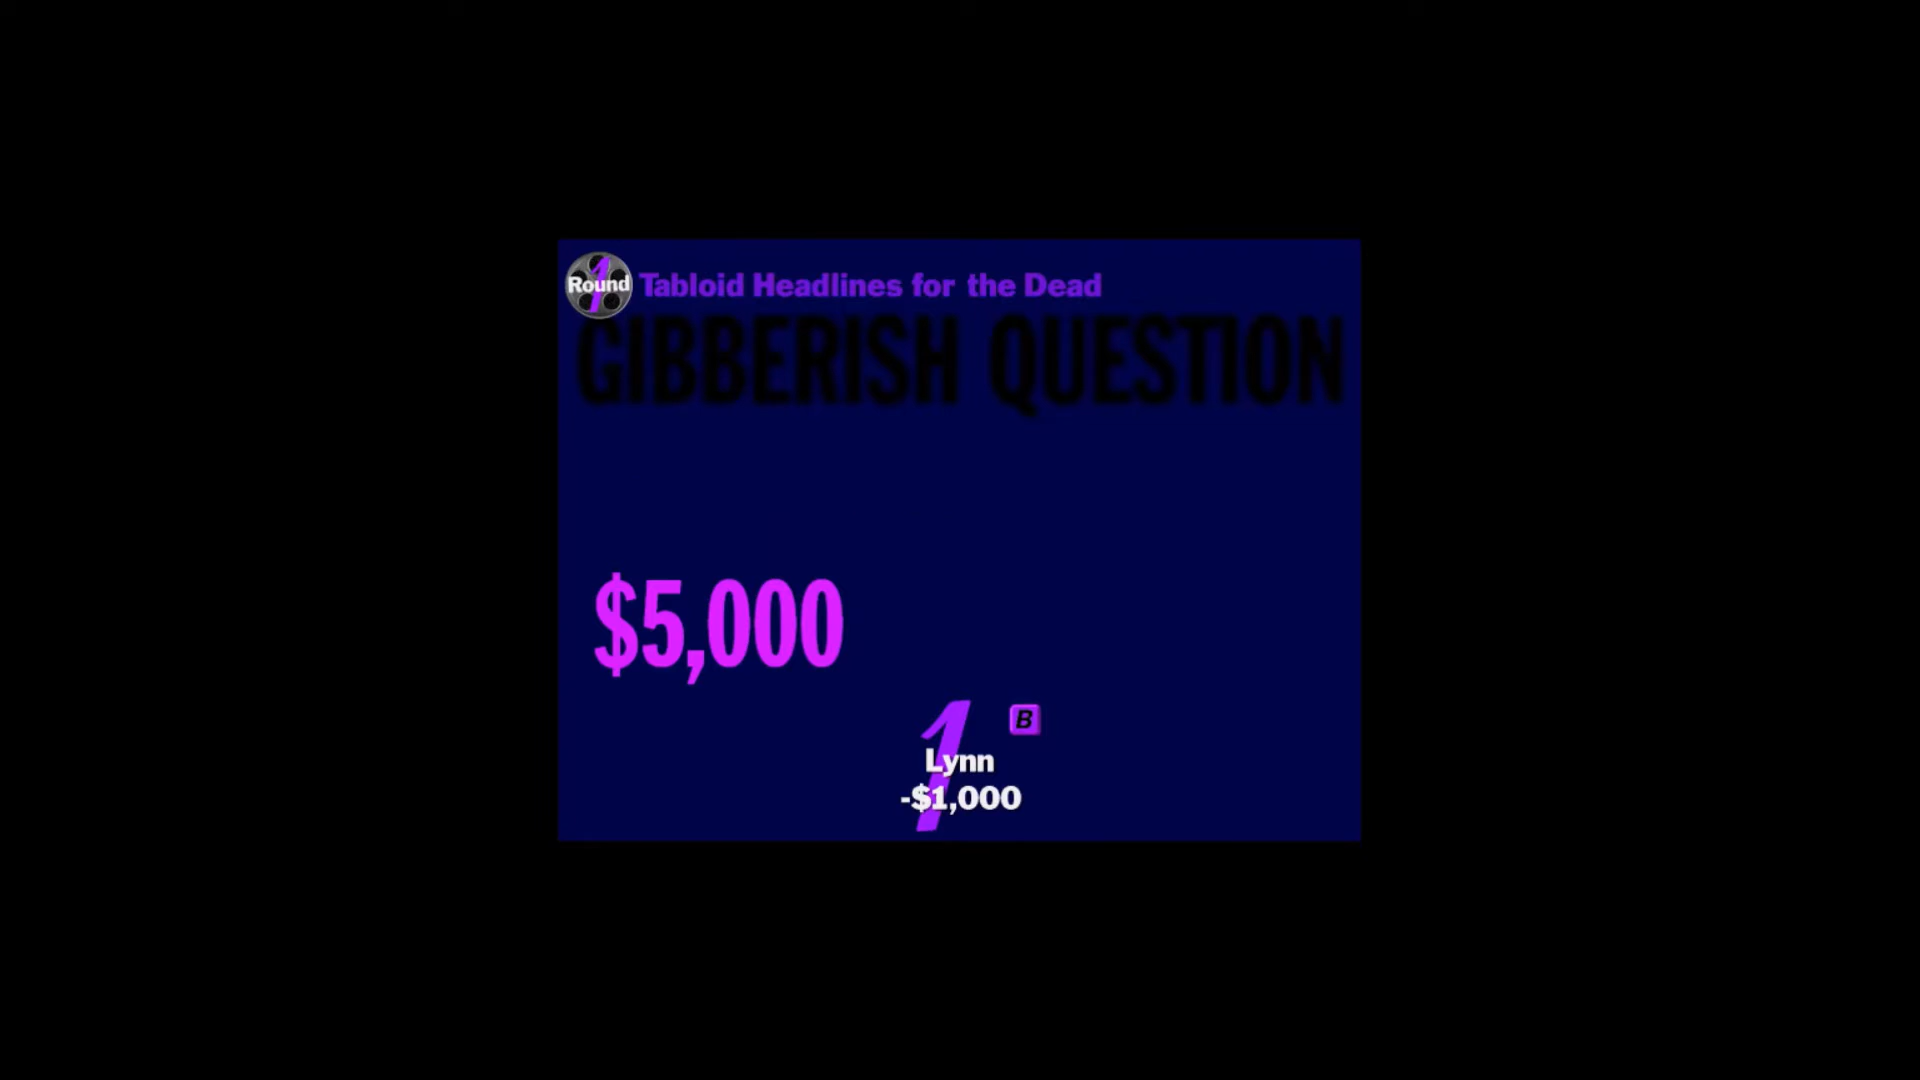 Round 1 Tabloid Headlines for the Dead
GIBBERISH QUESTION
$5,000
1 B
Lynn
-$1,000